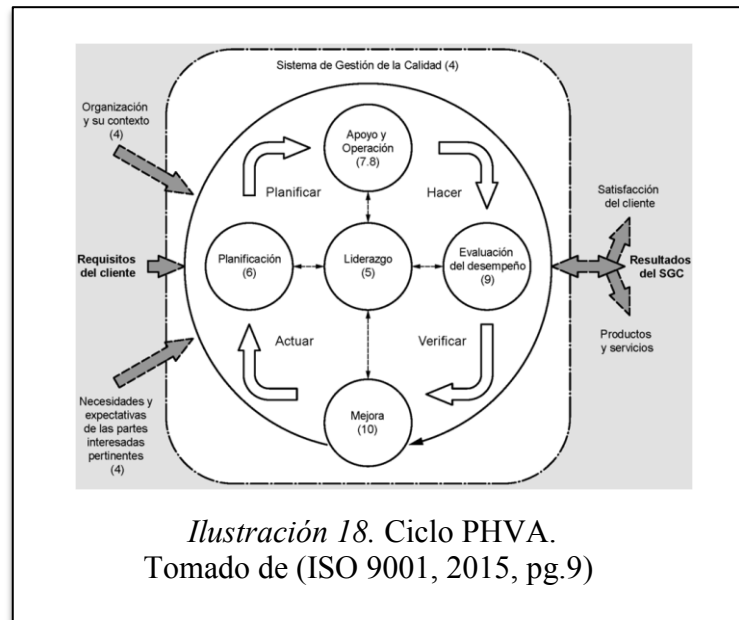 Sistema de Gestión de la Calidad (4)
Organización
y su contexto
(4)
Apoyo y
Operación
(7.8)
Planificar
Hacer
Satisfacción
del cliente
Requisitos
del cliente
Planificación
(6)
Liderazgo
(5)
Evaluación
del desempeño
(9)
Resultados
del SGC
Actuar
Verificar
Productos
y servicios
Necesidades y
expectativas
de las partes
interesadas
pertinentes
(4)
Mejora
(10)
Ilustración 18. Ciclo PHVA.
Tomado de (ISO 9001, 2015, pg.9)